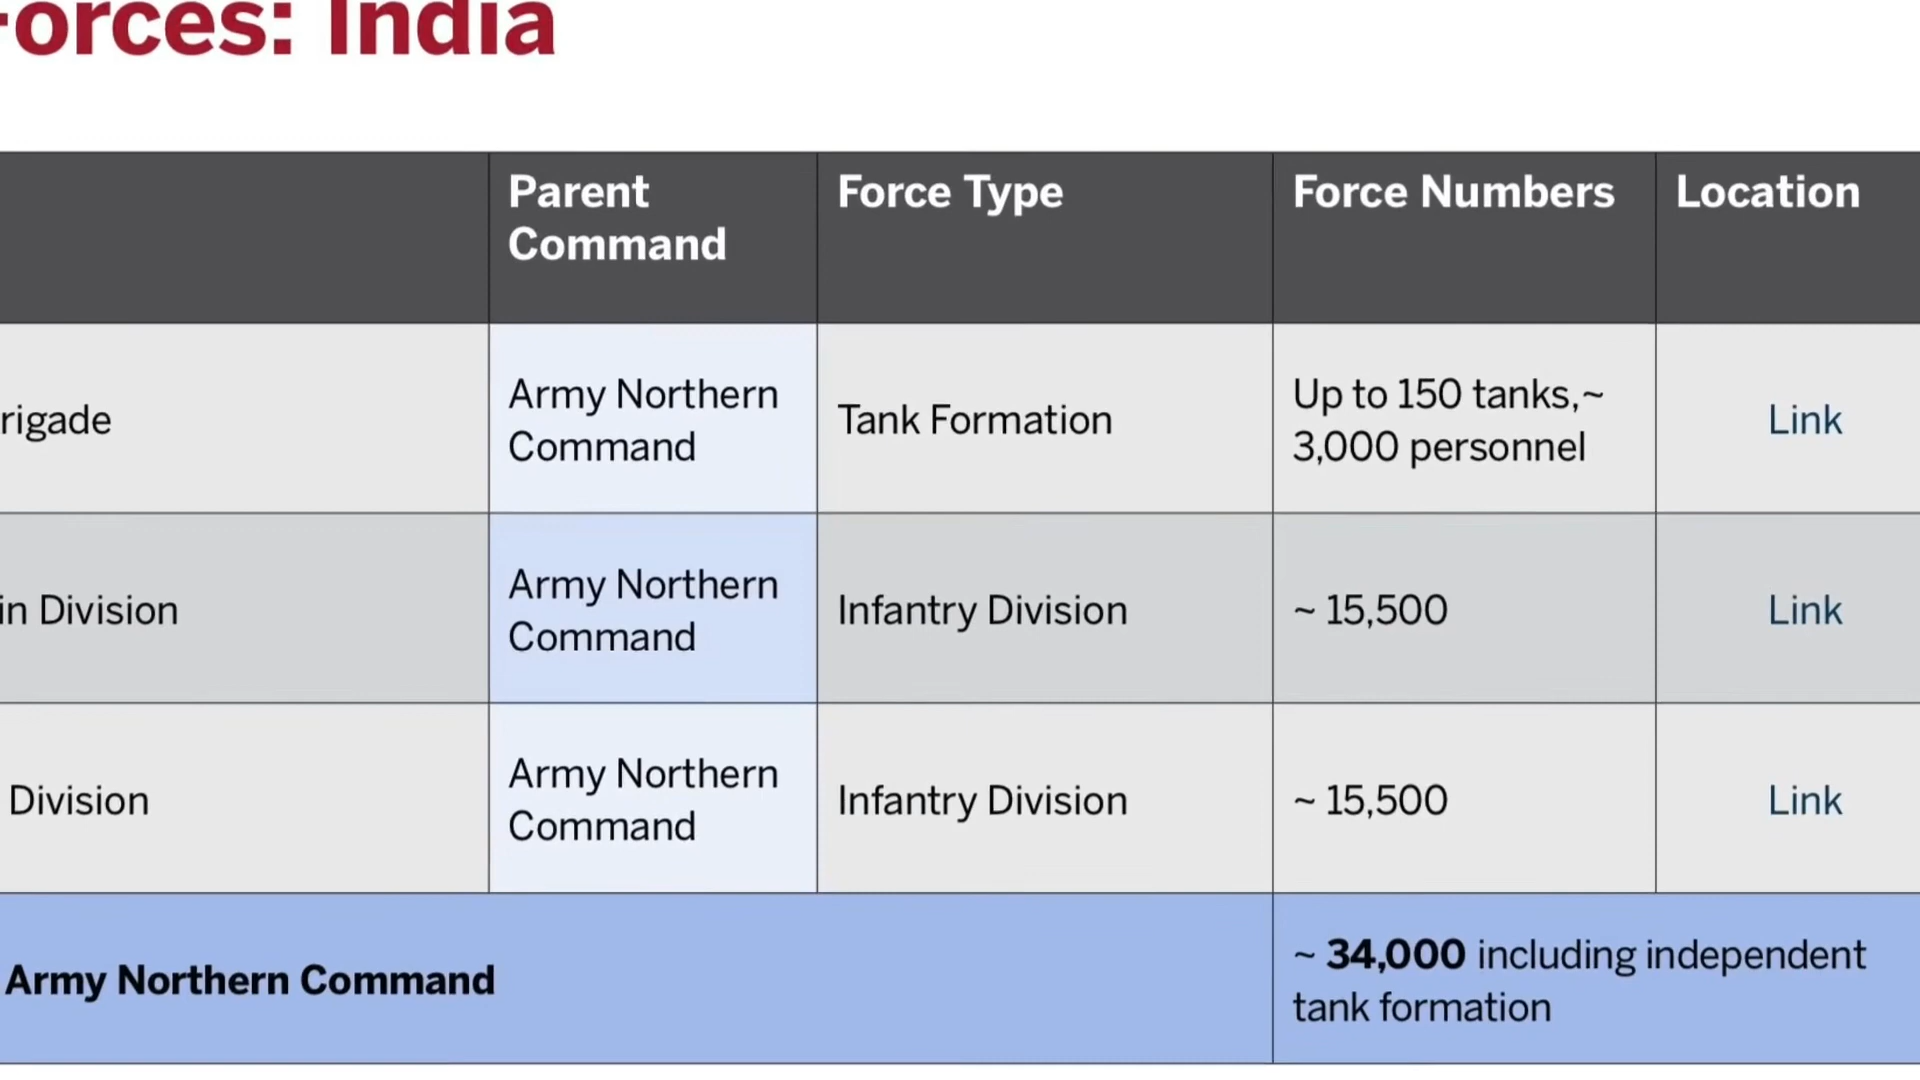 Forces: India
Parent Command
Force Type
Force Numbers
Location
rigade
Army Northern Command
Tank Formation
Up to 150 tanks,~ 3,000 personnel
Link
in Division
Army Northern Command
Infantry Division
~ 15,500
Link
Division
Army Northern Command
Infantry Division
~ 15,500
Link
Army Northern Command
~ 34,000 including independent tank formation